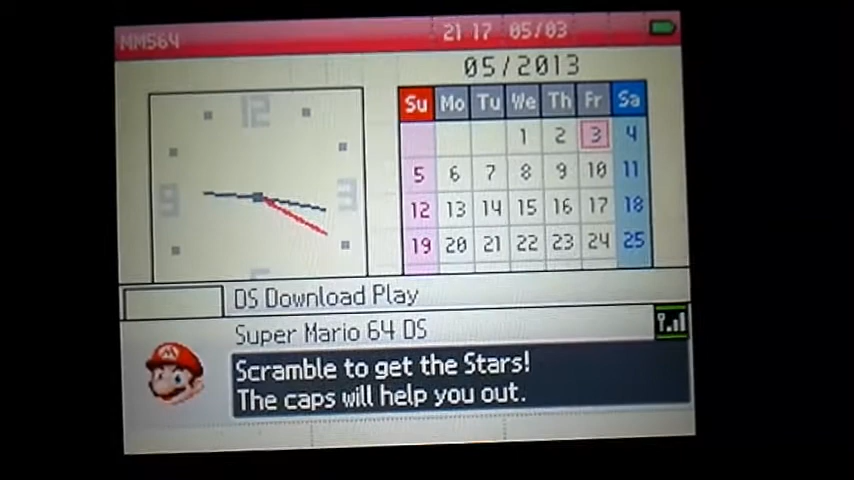 MM564 21 17 05/03
05/2013
12
3
9
Su Mo Tu We Th Fr Sa
1 2 3 4
5 6 7 8 9 10 11
12 13 14 15 16 17 18
19 20 21 22 23 24 25
DS Download Play
Super Mario 64 DS
Scramble to get the Stars!
The caps will help you out.